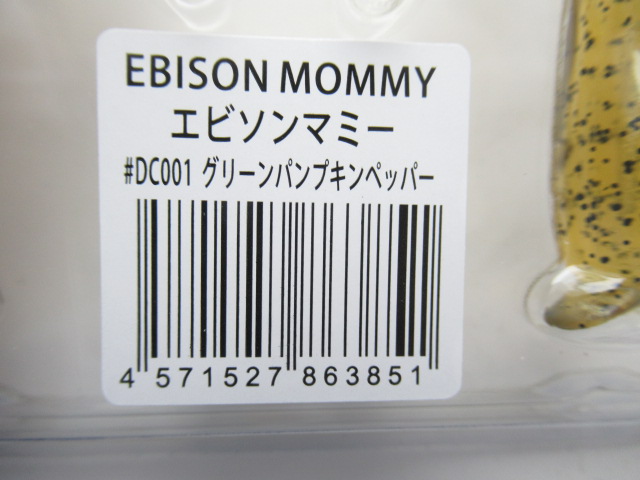 EBISON MOMMY
エビソンマミー
#DC001 グリーンパンプキンペッパー
4 571527 863851